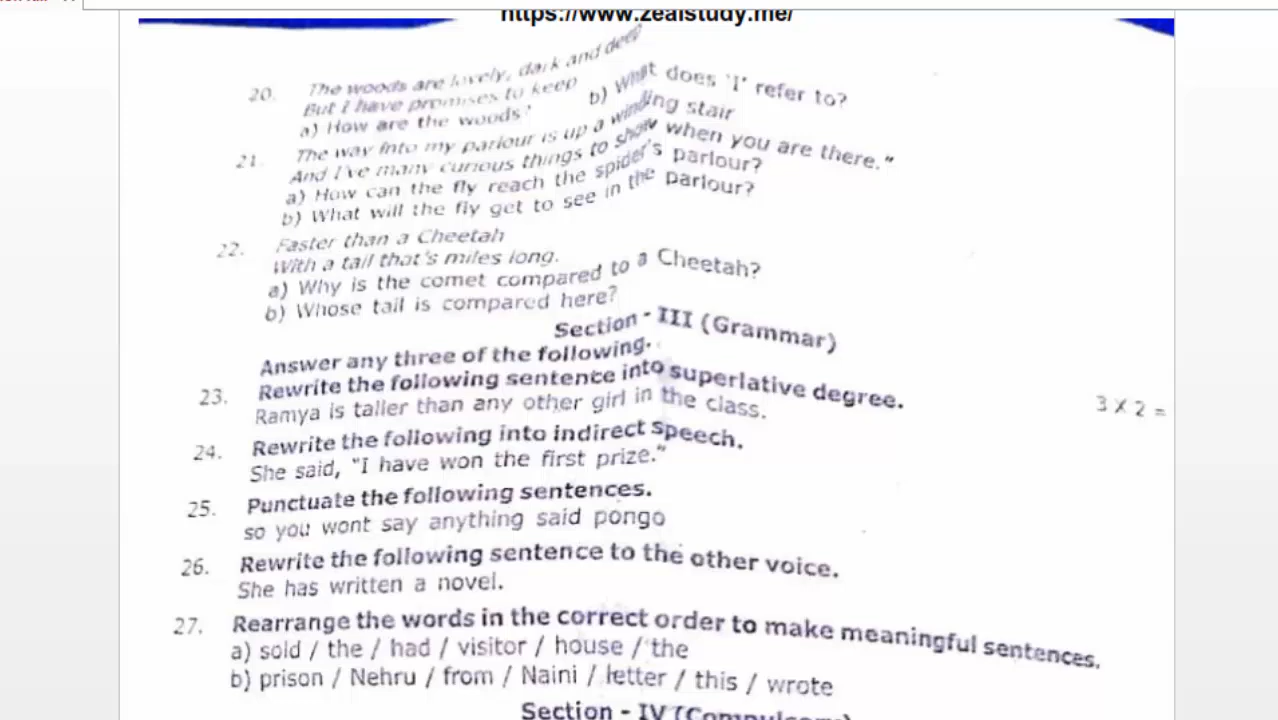 https://www.zealstudy.me/
20. The woods are lovely, dark and deep
But I have promises to keep
a) How are the woods? b) What does 'I' refer to?
21. The way into my parlour is up a winding stair
And I've many curious things to show when you are there."
a) How can the fly reach the spider's parlour?
b) What will the fly get to see in the parlour?
22. Faster than a Cheetah
With a tail that's miles long.
a) Why is the comet compared to a Cheetah?
b) Whose tail is compared here?
Section - III (Grammar)
Answer any three of the following. 3 X 2 =
23. Rewrite the following sentence into superlative degree.
Ramya is taller than any other girl in the class.
24. Rewrite the following into indirect speech.
She said, "I have won the first prize."
25. Punctuate the following sentences.
so you wont say anything said pongo
26. Rewrite the following sentence to the other voice.
She has written a novel.
27. Rearrange the words in the correct order to make meaningful sentences.
a) sold / the / had / visitor / house / the
b) prison / Nehru / from / Naini / letter / this / wrote
Section - IV (Compulsory)